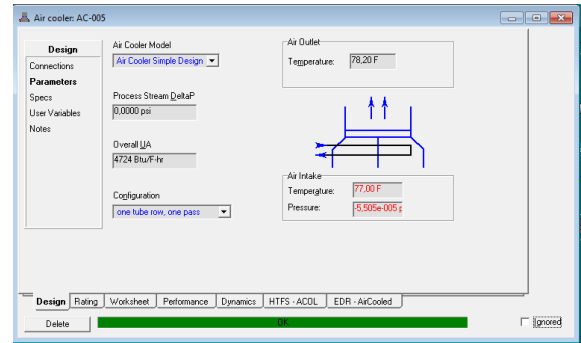 Air cooler: AC-005
Design
Connections
Parameters
Specs
User Variables
Notes
Air Cooler Model
Air Cooler Simple Design
Process Stream DeltaP
0,0000 psi
Overall UA
4724 Btu/F-hr
Configuration
one tube row, one pass
Air Outlet
Temperature: 78,20 F
Air Intake
Temperature: 77,00 F
Pressure: -5,505e-005 p
Design Rating Worksheet Performance Dynamics HTFS - ACOL EDR - AirCooled
Delete OK Ignored